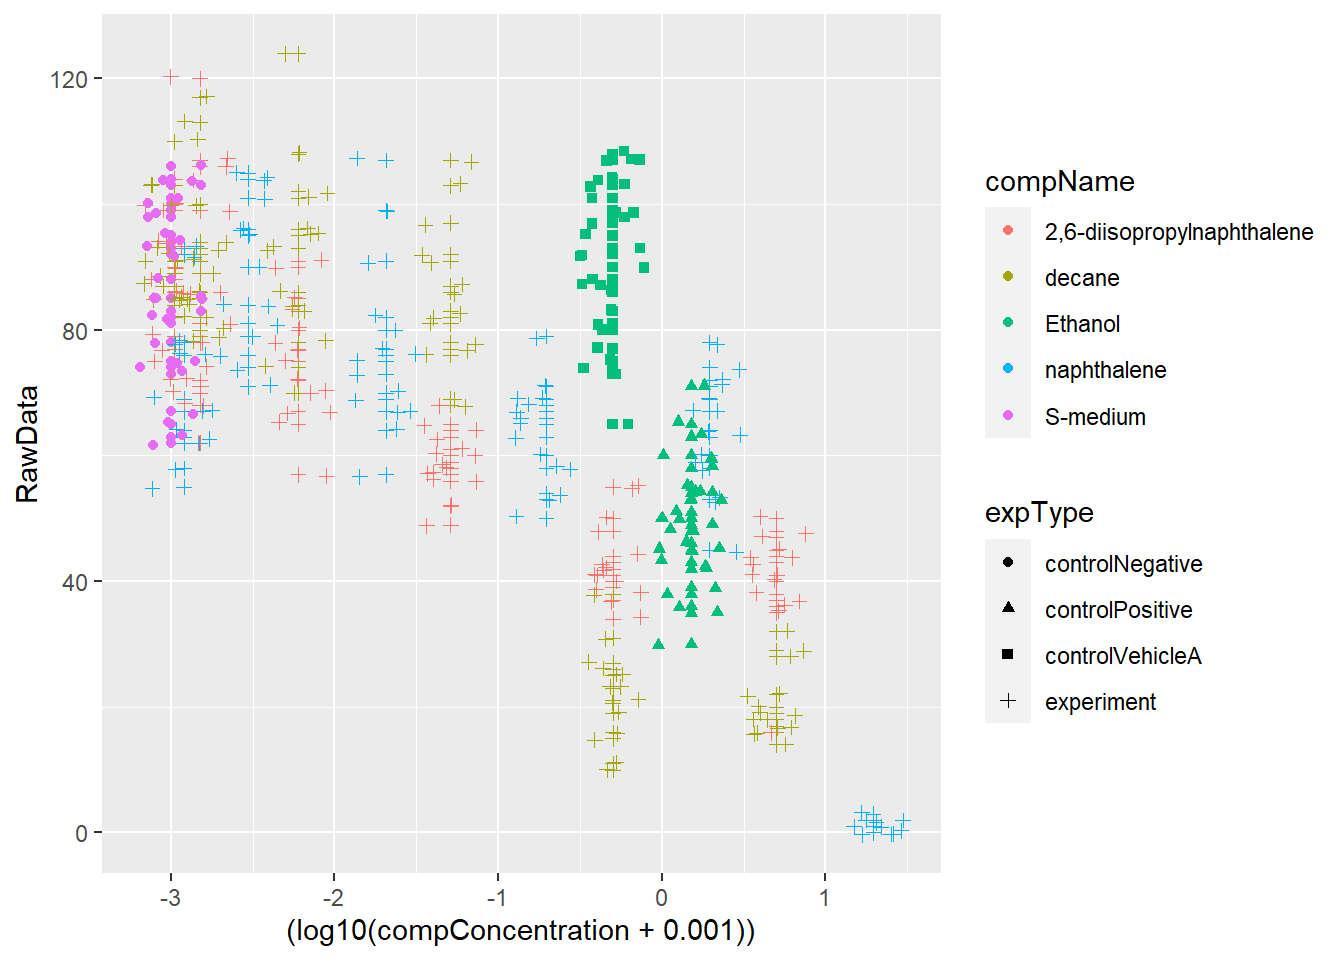 120
80
40
0
RawData
-3
-2
-1
0
1
(log10(compConcentration + 0.001))
compName
2,6-diisopropylnaphthalene
decane
Ethanol
naphthalene
S-medium
expType
controlNegative
controlPositive
controlVehicleA
experiment